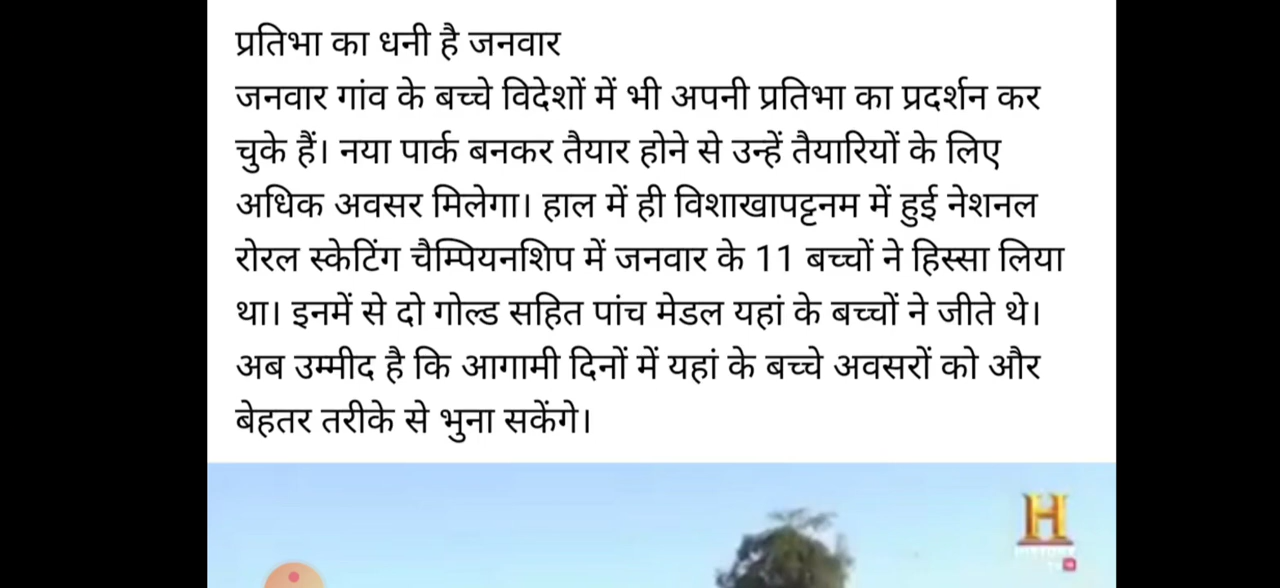 प्रतिभा का धनी है जनवार
जनवार गांव के बच्चे विदेशों में भी अपनी प्रतिभा का प्रदर्शन कर
चुके हैं। नया पार्क बनकर तैयार होने से उन्हें तैयारियों के लिए
अधिक अवसर मिलेगा। हाल में ही विशाखापट्टनम में हुई नेशनल
रोरल स्केटिंग चैम्पियनशिप में जनवार के 11 बच्चों ने हिस्सा लिया
था। इनमें से दो गोल्ड सहित पांच मेडल यहां के बच्चों ने जीते थे।
अब उम्मीद है कि आगामी दिनों में यहां के बच्चे अवसरों को और
बेहतर तरीके से भुना सकेंगे।
H
HISTORY